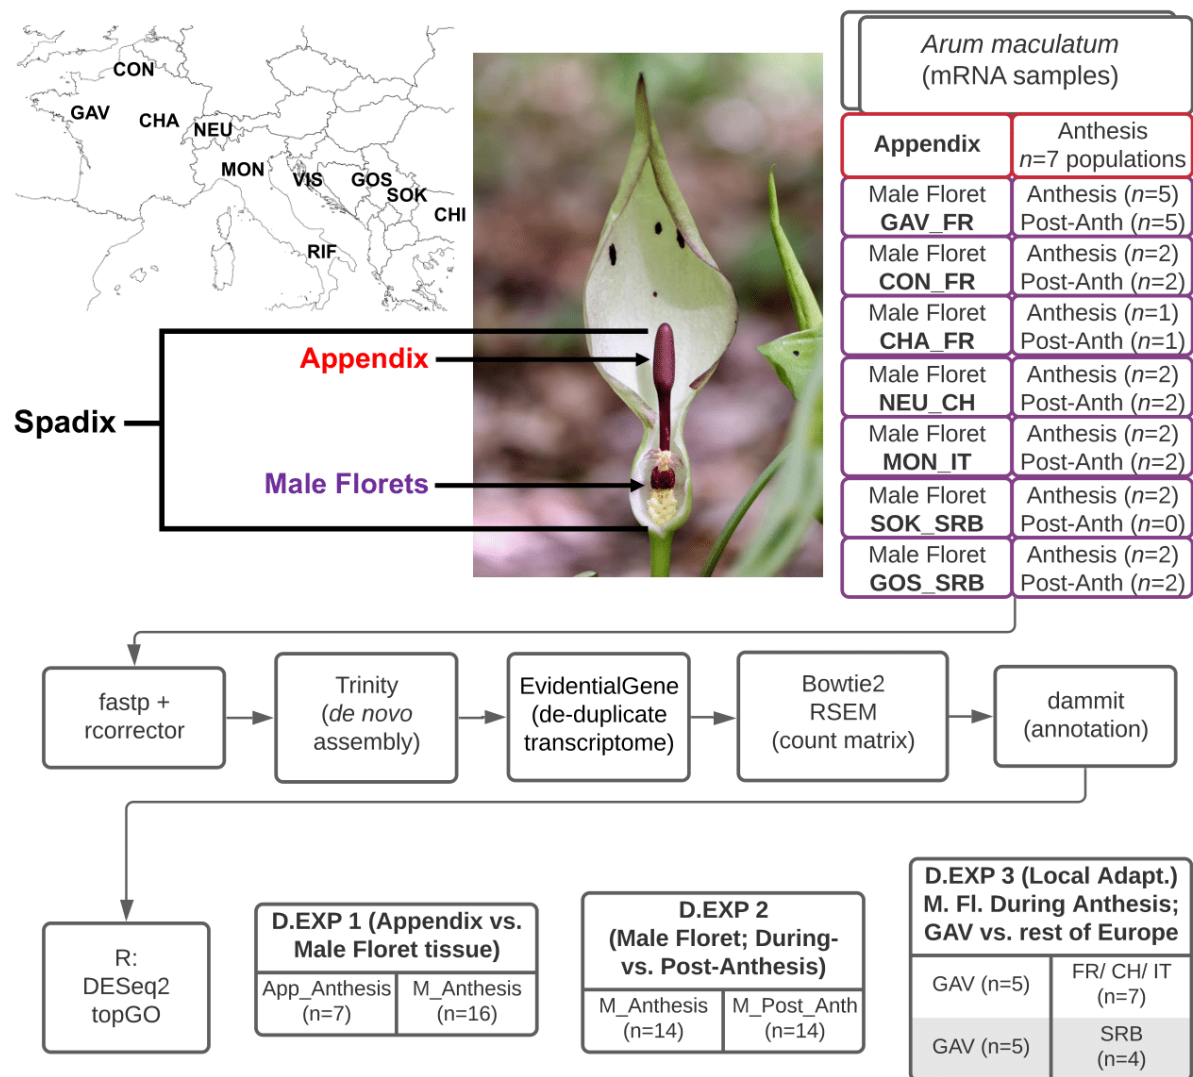 CON
GAV
CHA
NEU
MON
VIS
GOS
SOK
CHI
RIF
Spadix
Appendix
Male Florets
Arum maculatum
(mRNA samples)
Appendix
Anthesis
n=7 populations
Male Floret
GAV_FR
Anthesis (n=5)
Post-Anth (n=5)
Male Floret
CON_FR
Anthesis (n=2)
Post-Anth (n=2)
Male Floret
CHA_FR
Anthesis (n=1)
Post-Anth (n=1)
Male Floret
NEU_CH
Anthesis (n=2)
Post-Anth (n=2)
Male Floret
MON_IT
Anthesis (n=2)
Post-Anth (n=2)
Male Floret
SOK_SRB
Anthesis (n=2)
Post-Anth (n=0)
Male Floret
GOS_SRB
Anthesis (n=2)
Post-Anth (n=2)
fastp +
rcorrector
Trinity
(de novo
assembly)
EvidentialGene
(de-duplicate
transcriptome)
Bowtie2
RSEM
(count matrix)
dammit
(annotation)
R:
DESeq2
topGO
D.EXP 1 (Appendix vs.
Male Floret tissue)
App_Anthesis
(n=7)
M_Anthesis
(n=16)
D.EXP 2
(Male Floret; During-
vs. Post-Anthesis)
M_Anthesis
(n=14)
M_Post_Anth
(n=14)
D.EXP 3 (Local Adapt.)
M. Fl. During Anthesis;
GAV vs. rest of Europe
GAV (n=5)
FR/ CH/ IT
(n=7)
GAV (n=5)
SRB
(n=4)